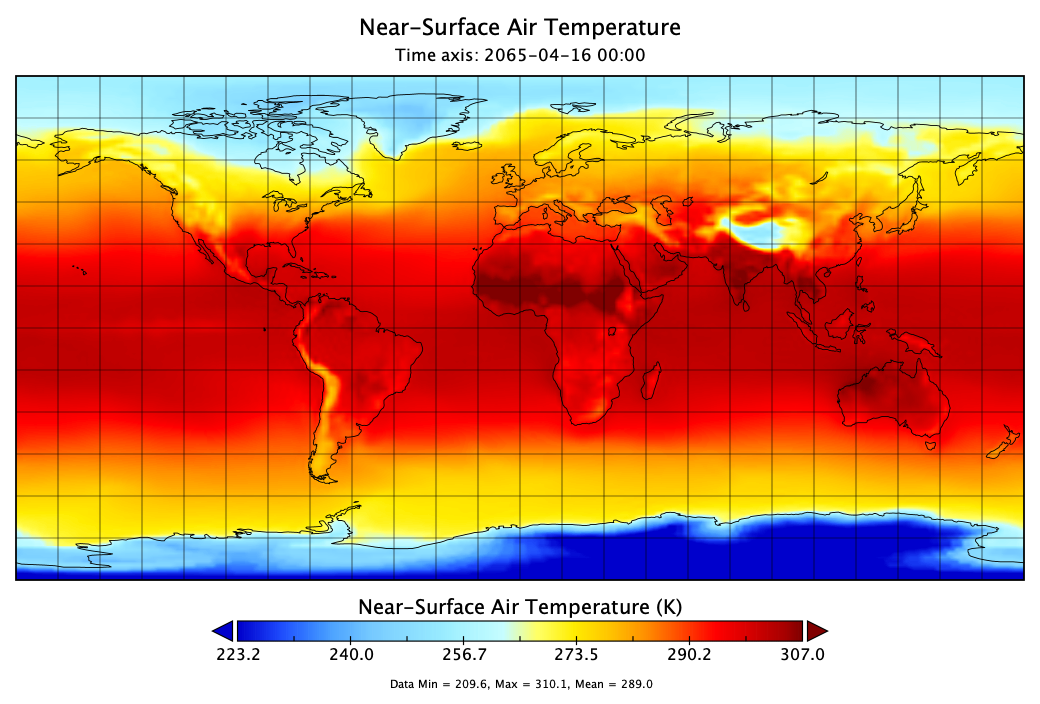 Near-Surface Air Temperature
Time axis: 2065-04-16 00:00
Near-Surface Air Temperature (K)
223.2 240.0 256.7 273.5 290.2 307.0
Data Min = 209.6, Max = 310.1, Mean = 289.0